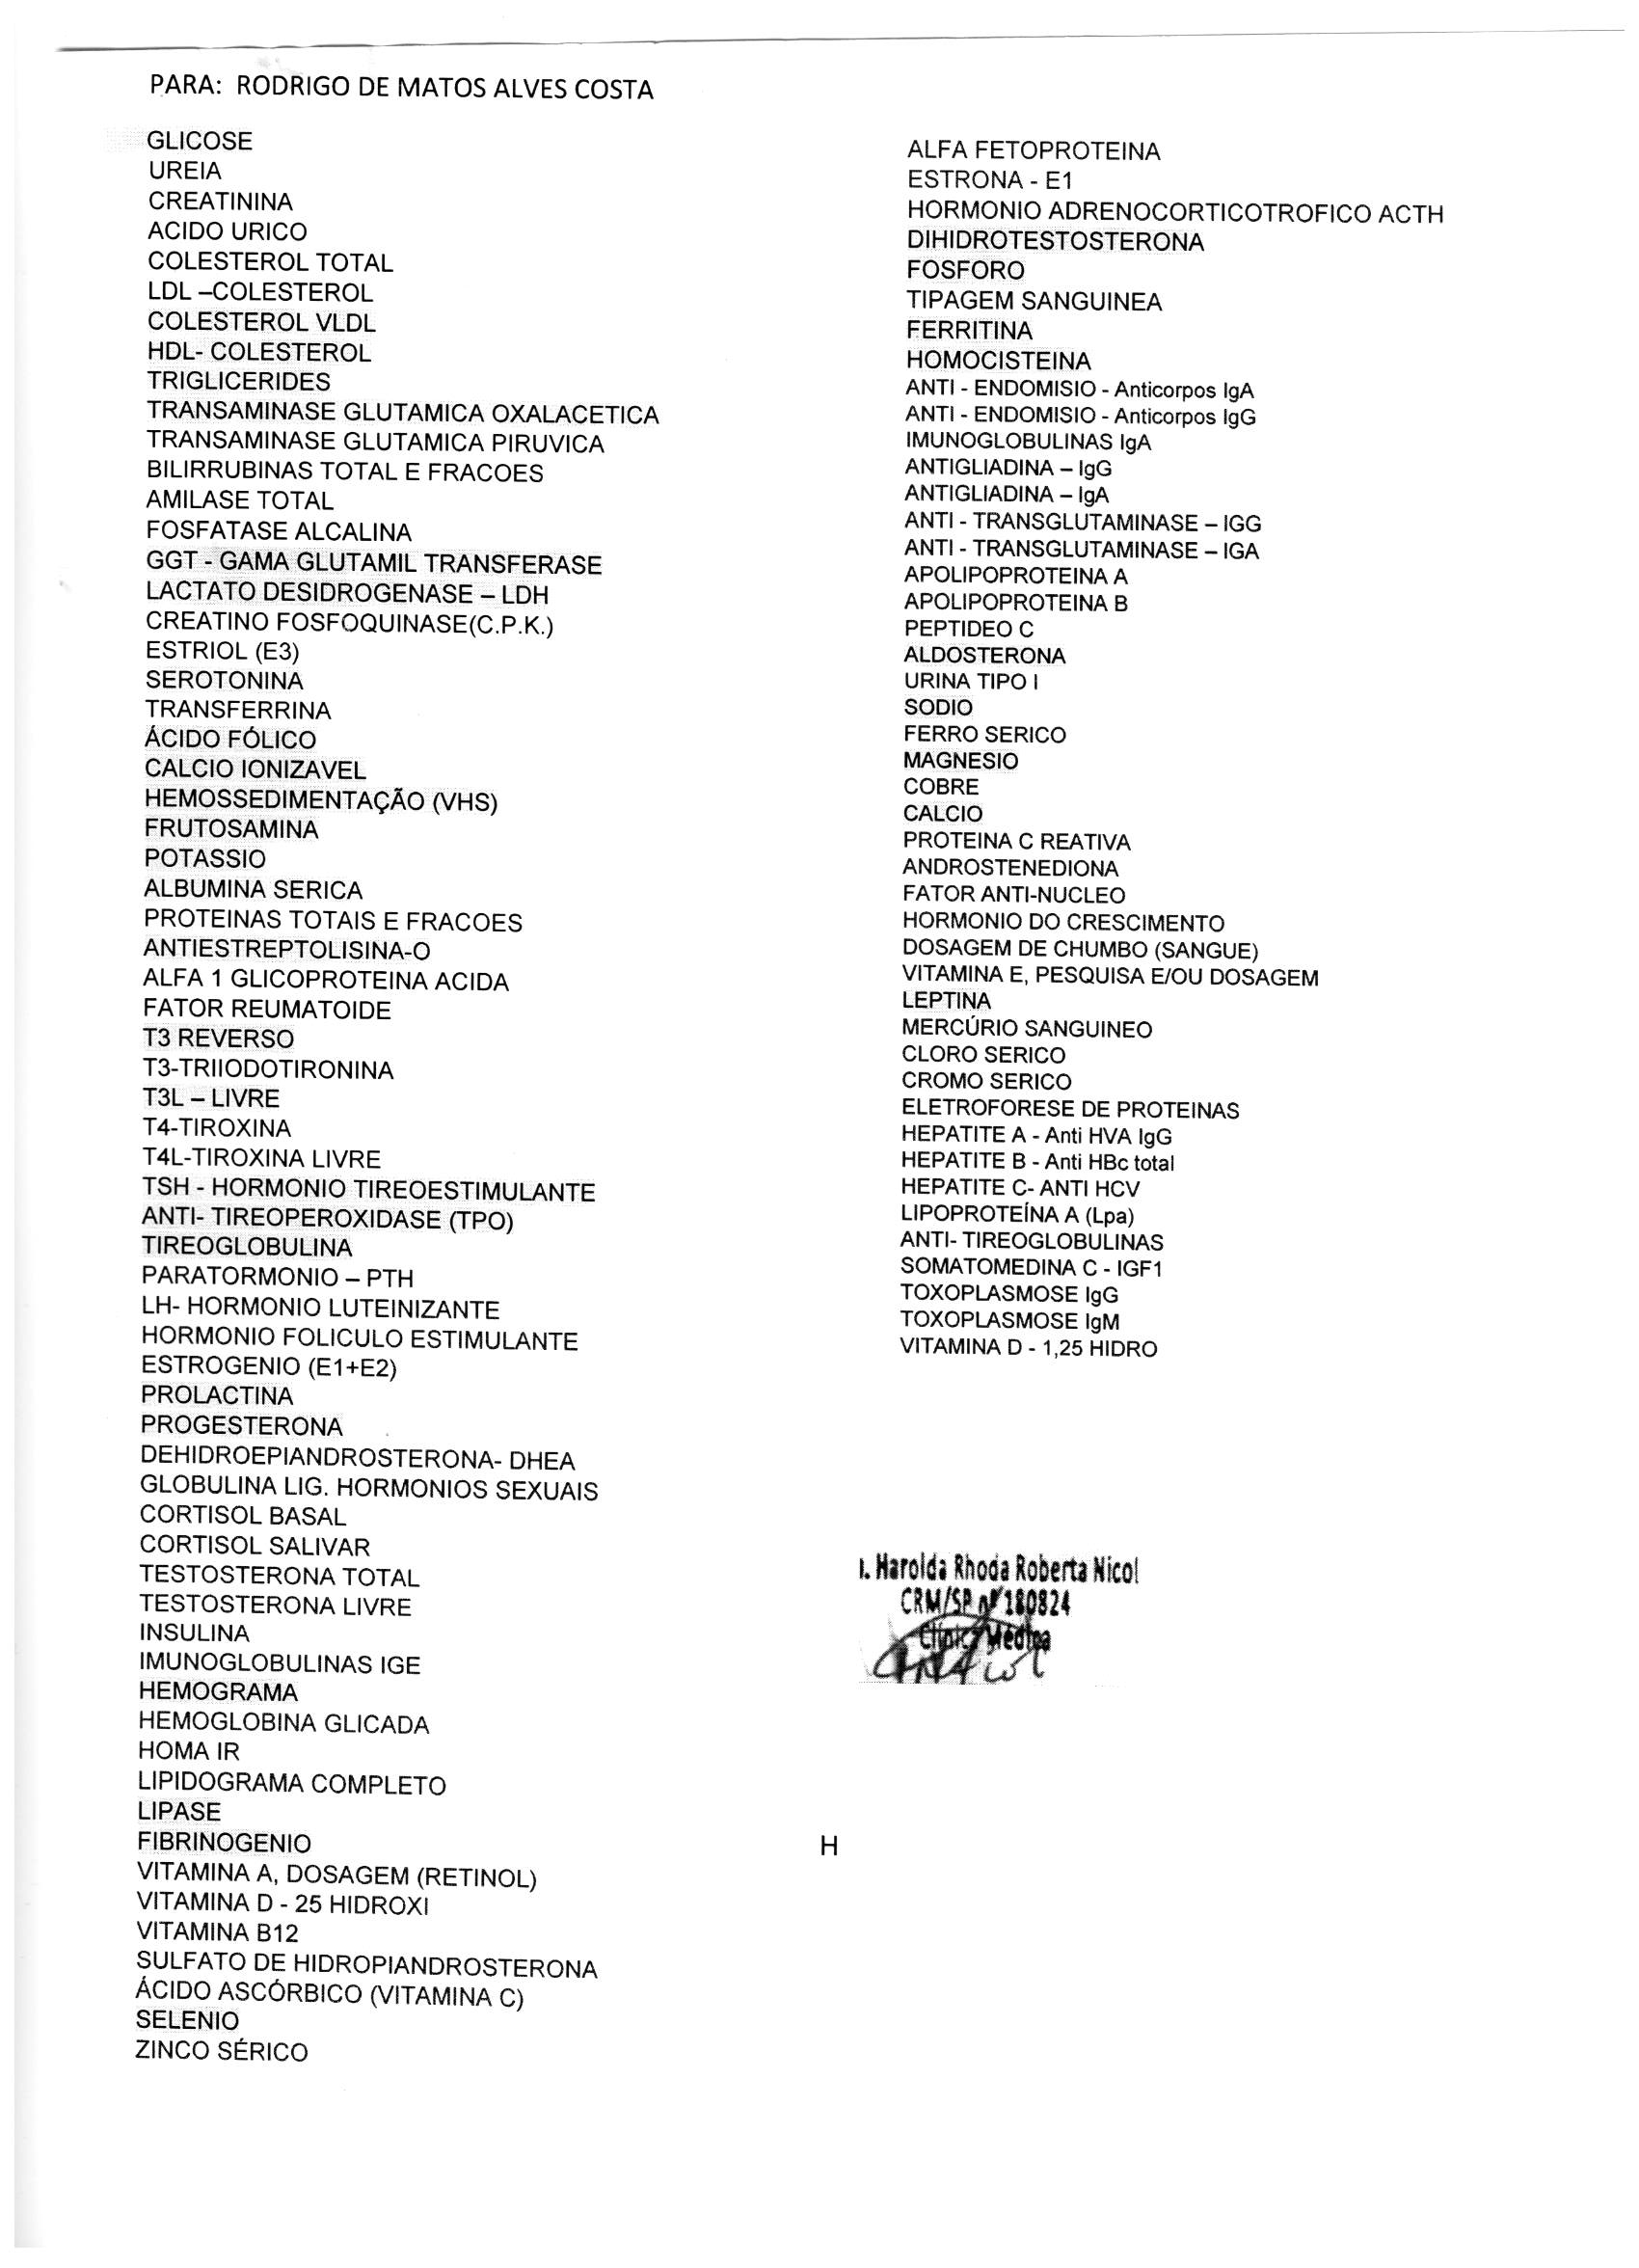 PARA: RODRIGO DE MATOS ALVES COSTA
GLICOSE
UREIA
CREATININA
ACIDO URICO
COLESTEROL TOTAL
LDL –COLESTEROL
COLESTEROL VLDL
HDL- COLESTEROL
TRIGLICERIDES
TRANSAMINASE GLUTAMICA OXALACETICA
TRANSAMINASE GLUTAMICA PIRUVICA
BILIRRUBINAS TOTAL E FRACOES
AMILASE TOTAL
FOSFATASE ALCALINA
GGT - GAMA GLUTAMIL TRANSFERASE
LACTATO DESIDROGENASE – LDH
CREATINO FOSFOQUINASE(C.P.K.)
ESTRIOL (E3)
SEROTONINA
TRANSFERRINA
ÁCIDO FÓLICO
CALCIO IONIZAVEL
HEMOSSEDIMENTAÇÃO (VHS)
FRUTOSAMINA
POTASSIO
ALBUMINA SERICA
PROTEINAS TOTAIS E FRACOES
ANTIESTREPTOLISINA-O
ALFA 1 GLICOPROTEINA ACIDA
FATOR REUMATOIDE
T3 REVERSO
T3-TRIIODOTIRONINA
T3L – LIVRE
T4-TIROXINA
T4L-TIROXINA LIVRE
TSH - HORMONIO TIREOESTIMULANTE
ANTI- TIREOPEROXIDASE (TPO)
TIREOGLOBULINA
PARATORMONIO – PTH
LH- HORMONIO LUTEINIZANTE
HORMONIO FOLICULO ESTIMULANTE
ESTROGENIO (E1+E2)
PROLACTINA
PROGESTERONA
DEHIDROEPIANDROSTERONA- DHEA
GLOBULINA LIG. HORMONIOS SEXUAIS
CORTISOL BASAL
CORTISOL SALIVAR
TESTOSTERONA TOTAL
TESTOSTERONA LIVRE
INSULINA
IMUNOGLOBULINAS IGE
HEMOGRAMA
HEMOGLOBINA GLICADA
HOMA IR
LIPIDOGRAMA COMPLETO
LIPASE
FIBRINOGENIO
VITAMINA A, DOSAGEM (RETINOL)
VITAMINA D - 25 HIDROXI
VITAMINA B12
SULFATO DE HIDROPIANDROSTERONA
ÁCIDO ASCÓRBICO (VITAMINA C)
SELENIO
ZINCO SÉRICO
ALFA FETOPROTEINA
ESTRONA - E1
HORMONIO ADRENOCORTICOTROFICO ACTH
DIHIDROTESTOSTERONA
FOSFORO
TIPAGEM SANGUINEA
FERRITINA
HOMOCISTEINA
ANTI - ENDOMISIO - Anticorpos IgA
ANTI - ENDOMISIO - Anticorpos IgG
IMUNOGLOBULINAS IgA
ANTIGLIADINA – IgG
ANTIGLIADINA – IgA
ANTI - TRANSGLUTAMINASE – IGG
ANTI - TRANSGLUTAMINASE – IGA
APOLIPOPROTEINA A
APOLIPOPROTEINA B
PEPTIDEO C
ALDOSTERONA
URINA TIPO I
SODIO
FERRO SERICO
MAGNESIO
COBRE
CALCIO
PROTEINA C REATIVA
ANDROSTENEDIONA
FATOR ANTI-NUCLEO
HORMONIO DO CRESCIMENTO
DOSAGEM DE CHUMBO (SANGUE)
VITAMINA E, PESQUISA E/OU DOSAGEM
LEPTINA
MERCÚRIO SANGUINEO
CLORO SERICO
CROMO SERICO
ELETROFORESE DE PROTEINAS
HEPATITE A - Anti HVA IgG
HEPATITE B - Anti HBc total
HEPATITE C- ANTI HCV
LIPOPROTEÍNA A (Lpa)
ANTI- TIREOGLOBULINAS
SOMATOMEDINA C - IGF1
TOXOPLASMOSE IgG
TOXOPLASMOSE IgM
VITAMINA D - 1,25 HIDRO
Harolda Rhoda Roberta Nicol
CRM/SP nº 180824
Clínica Médica
H